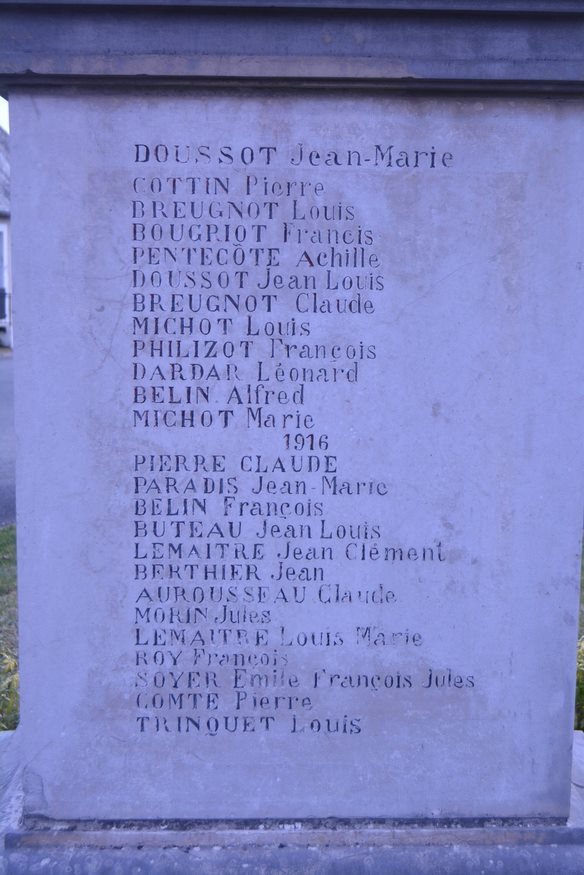 DOUSSOT Jean-Marie
COTTIN Pierre
BREUGNOT Louis
BOUGRIOT Francis
PENTECÔTE Achille
DOUSSOT Jean Louis
BREUGNOT Claude
MICHOT Louis
PHILIZOT François
DARDAR Léonard
BELIN Alfred
MICHOT Marie
1916
PIERRE CLAUDE
PARADIS Jean-Marie
BELIN François
BUTEAU Jean Louis
LEMAITRE Jean Clément
BERTHIER Jean
AUROUSSEAU Claude
MORIN Jules
LEMAITRE Louis Marie
ROY François
SOYER Emile François Jules
COMTE Pierre
TRINQUET Louis